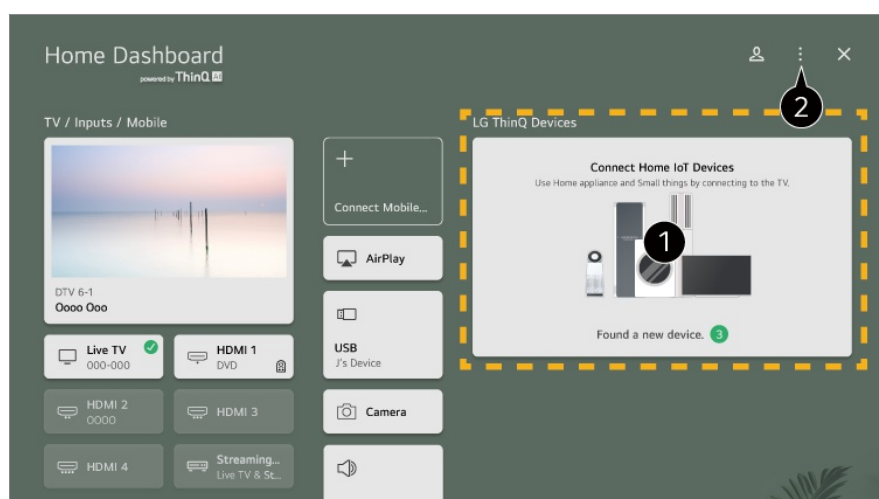 Home Dashboard
powered by ThinQ AI
2
TV / Inputs / Mobile
LG ThinQ Devices
DTV 6-1
Oooo Ooo
Live TV
000-000
HDMI 1
DVD
HDMI 2
OOOO
HDMI 3
HDMI 4
Streaming...
Live TV & St...
+
Connect Mobile...
AirPlay
USB
J's Device
Camera
Connect Home IoT Devices
Use Home appliance and Small things by connecting to the TV.
1
Found a new device. 3